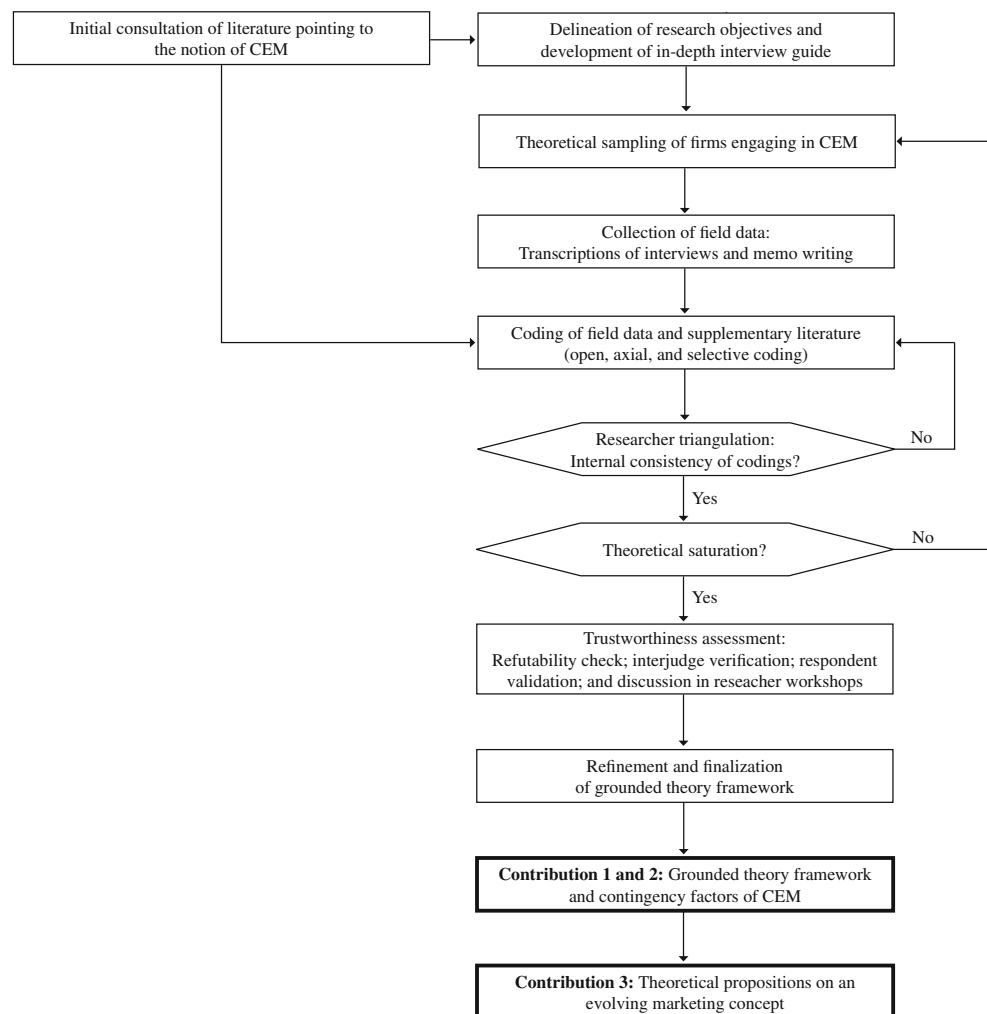 Initial consultation of literature pointing to
the notion of CEM
Delineation of research objectives and
development of in-depth interview guide
Theoretical sampling of firms engaging in CEM
Collection of field data:
Transcriptions of interviews and memo writing
Coding of field data and supplementary literature
(open, axial, and selective coding)
Researcher triangulation:
Internal consistency of codings?
No
Yes
Theoretical saturation?
No
Yes
Trustworthiness assessment:
Refutability check; interjudge verification; respondent
validation; and discussion in reseacher workshops
Refinement and finalization
of grounded theory framework
Contribution 1 and 2: Grounded theory framework
and contingency factors of CEM
Contribution 3: Theoretical propositions on an
evolving marketing concept